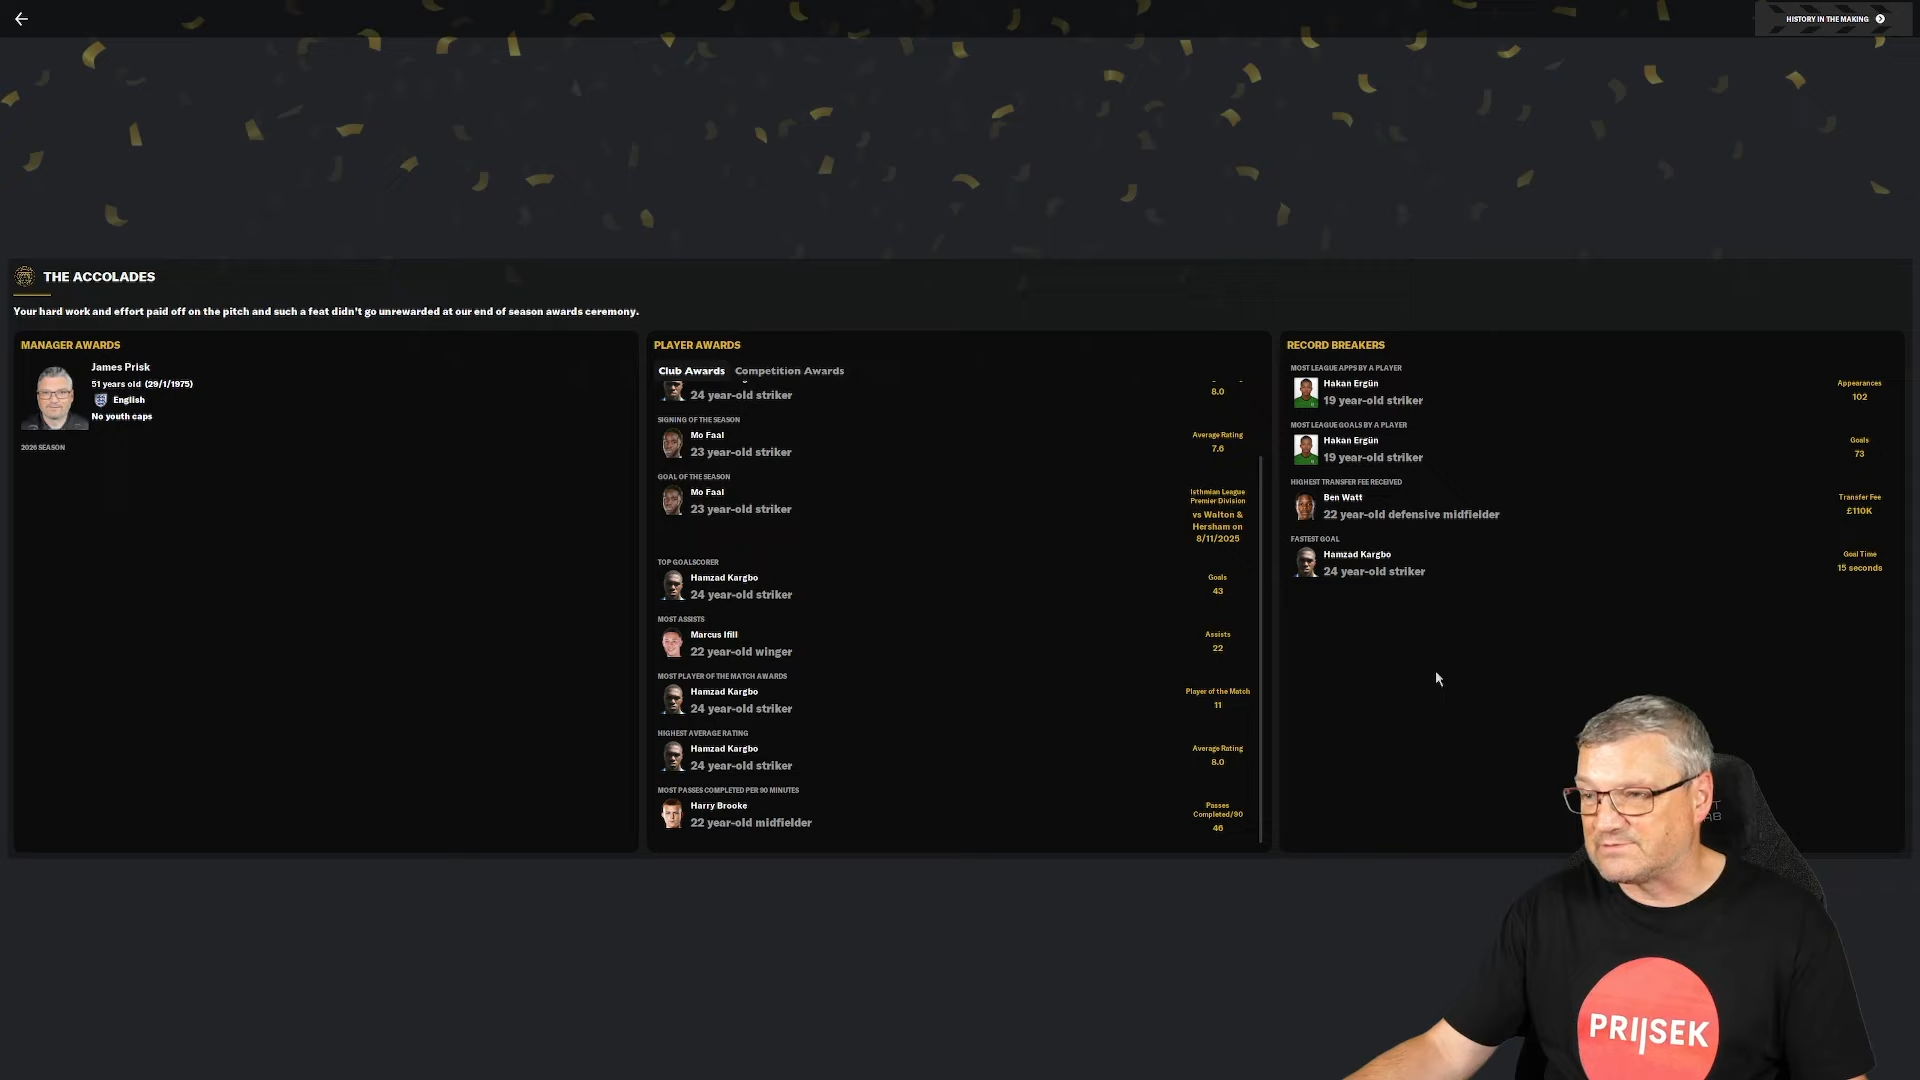 HISTORY IN THE MAKING
THE ACCOLADES
Your hard work and effort paid off on the pitch and such a feat didn't go unrewarded at our end of season awards ceremony.
MANAGER AWARDS
James Prisk
51 years old (29/1/1975)
English
No youth caps
2026 SEASON
PLAYER AWARDS
Club Awards Competition Awards
24 year-old striker
8.0
SIGNING OF THE SEASON
Mo Faal
23 year-old striker
Average Rating
7.6
GOAL OF THE SEASON
Mo Faal
23 year-old striker
Isthmian League
Premier Division
vs Walton &
Hersham on
8/11/2025
TOP GOALSCORER
Hamzad Kargbo
24 year-old striker
Goals
43
MOST ASSISTS
Marcus Ifill
22 year-old winger
Assists
22
MOST PLAYER OF THE MATCH AWARDS
Hamzad Kargbo
24 year-old striker
Player of the Match
11
HIGHEST AVERAGE RATING
Hamzad Kargbo
24 year-old striker
Average Rating
8.0
MOST PASSES COMPLETED PER 90 MINUTES
Harry Brooke
22 year-old midfielder
Passes
Completed/90
46
RECORD BREAKERS
MOST LEAGUE APPS BY A PLAYER
Hakan Ergün
19 year-old striker
Appearances
102
MOST LEAGUE GOALS BY A PLAYER
Hakan Ergün
19 year-old striker
Goals
73
HIGHEST TRANSFER FEE RECEIVED
Ben Watt
22 year-old defensive midfielder
Transfer Fee
£110K
FASTEST GOAL
Hamzad Kargbo
24 year-old striker
Goal Time
15 seconds
PRIJSEK